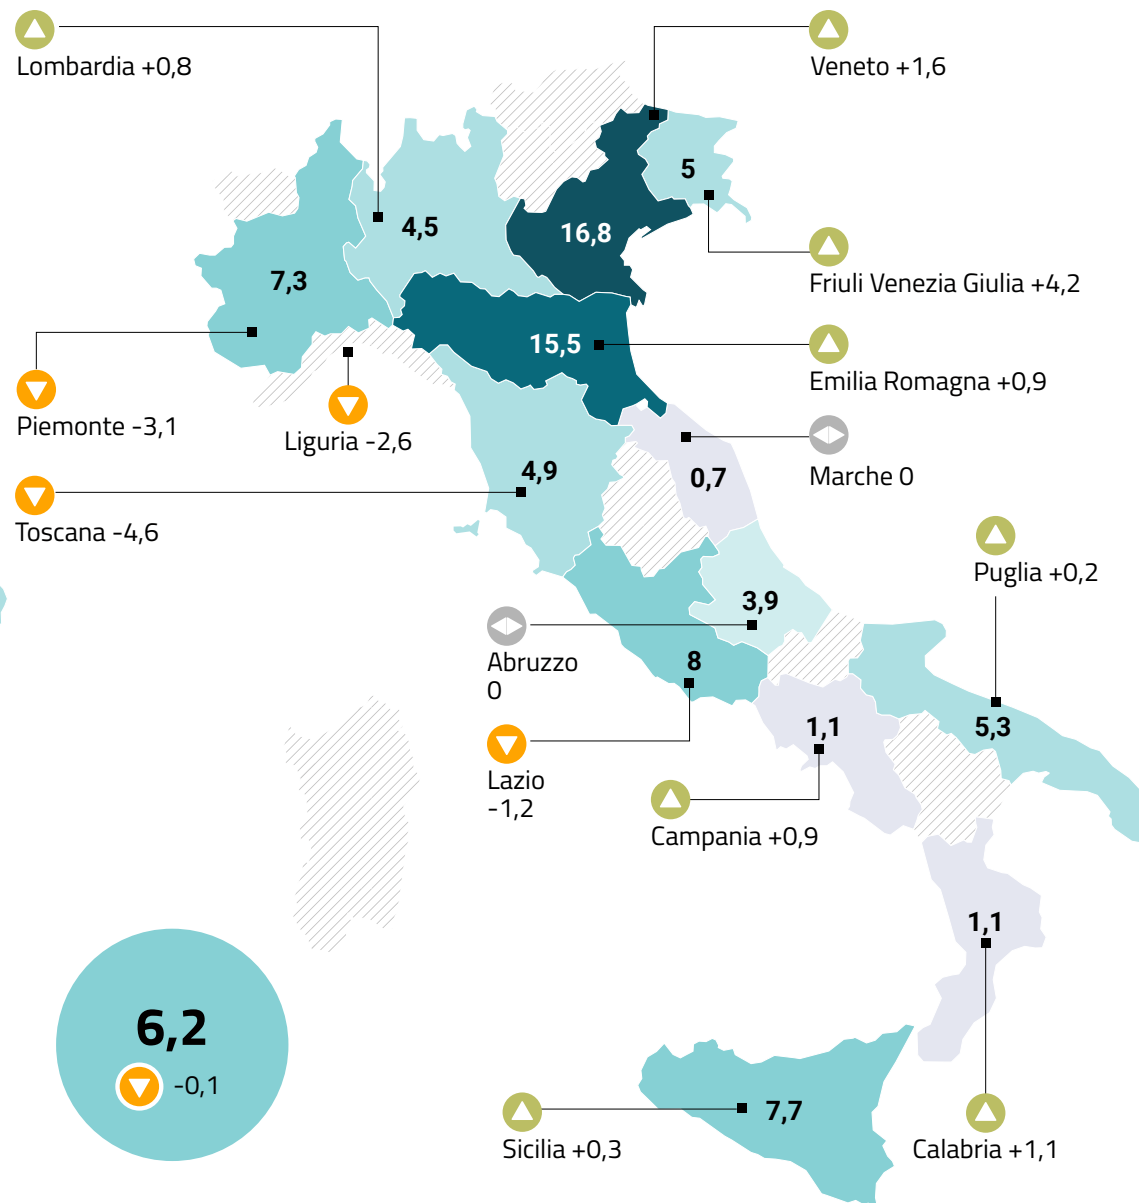 Lombardia +0,8
Veneto +1,6
5
4,5
16,8
7,3
Friuli Venezia Giulia +4,2
15,5
Emilia Romagna +0,9
Piemonte -3,1
Liguria -2,6
4,9
0,7
Marche 0
Toscana -4,6
Puglia +0,2
3,9
Abruzzo
0
8
1,1
5,3
Lazio
-1,2
Campania +0,9
1,1
6,2
-0,1
7,7
Sicilia +0,3
Calabria +1,1